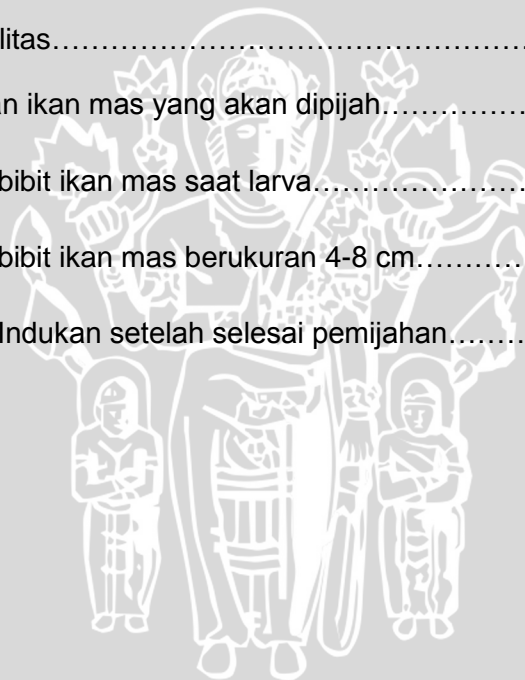 litas……………………………………………
an ikan mas yang akan dipijah……………
bibit ikan mas saat larva……………………
bibit ikan mas berukuran 4-8 cm…………
Indukan setelah selesai pemijahan………